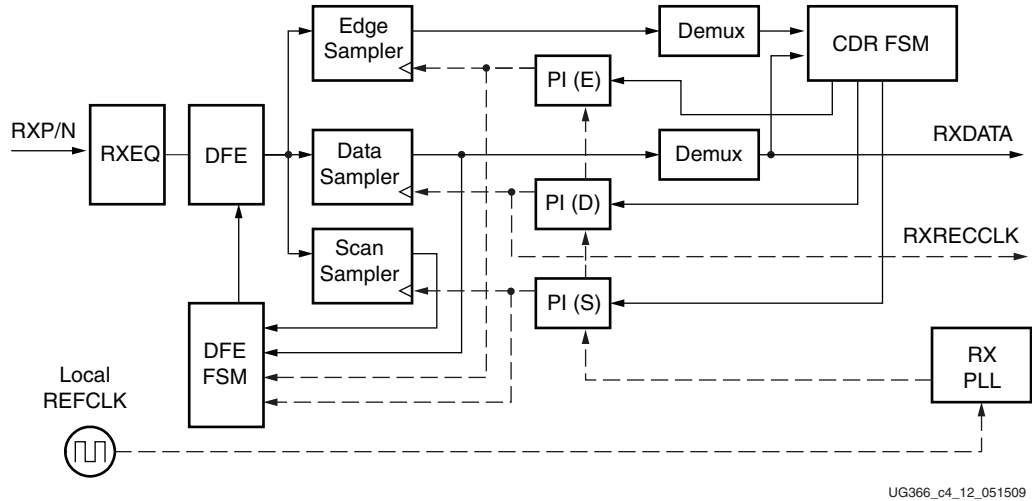 Edge
Sampler
Demux
CDR FSM
PI (E)
RXP/N
RXEQ
DFE
Data
Sampler
Demux
RXDATA
PI (D)
Scan
Sampler
RXRECCLK
PI (S)
DFE
FSM
RX
PLL
Local
REFCLK
UG366_c4_12_051509